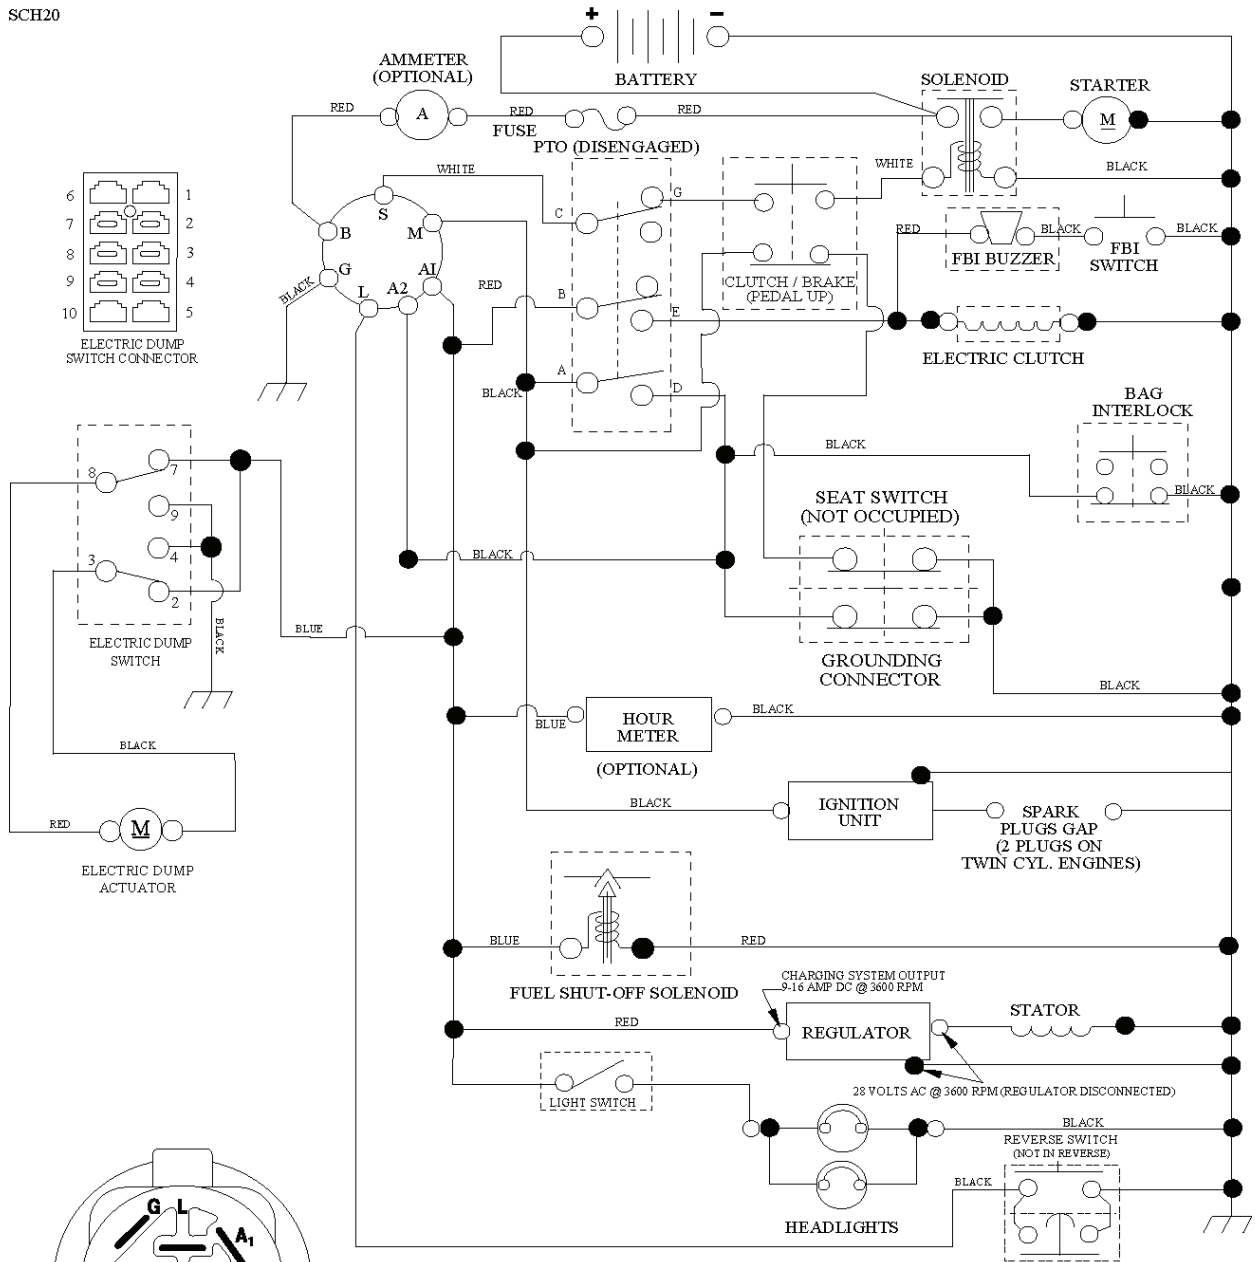 SCH20
+
−
BATTERY
AMMETER
(OPTIONAL)
A
RED
RED
FUSE
RED
SOLENOID
STARTER
M
PTO (DISENGAGED)
WHITE
WHITE
BLACK
6 1
7 2
8 3
9 4
10 5
ELECTRIC DUMP
SWITCH CONNECTOR
S
B
M
G
A1
L
A2
BLACK
C
G
B
E
A
D
RED
BLACK
CLUTCH / BRAKE
(PEDAL UP)
RED
BLACK
BLACK
FBI BUZZER
FBI
SWITCH
ELECTRIC CLUTCH
BAG
INTERLOCK
BLACK
BLACK
SEAT SWITCH
(NOT OCCUPIED)
8
7
9
4
3
2
BLACK
BLACK
BLUE
ELECTRIC DUMP
SWITCH
GROUNDING
CONNECTOR
BLACK
BLUE
HOUR
METER
BLACK
(OPTIONAL)
BLACK
BLACK
IGNITION
UNIT
SPARK
PLUGS GAP
(2 PLUGS ON
TWIN CYL. ENGINES)
RED
M
ELECTRIC DUMP
ACTUATOR
BLUE
RED
FUEL SHUT-OFF SOLENOID
CHARGING SYSTEM OUTPUT
9-16 AMP DC @ 3600 RPM
RED
REGULATOR
STATOR
28 VOLTS AC @ 3600 RPM (REGULATOR DISCONNECTED)
LIGHT SWITCH
BLACK
REVERSE SWITCH
(NOT IN REVERSE)
BLACK
HEADLIGHTS
G L
A1